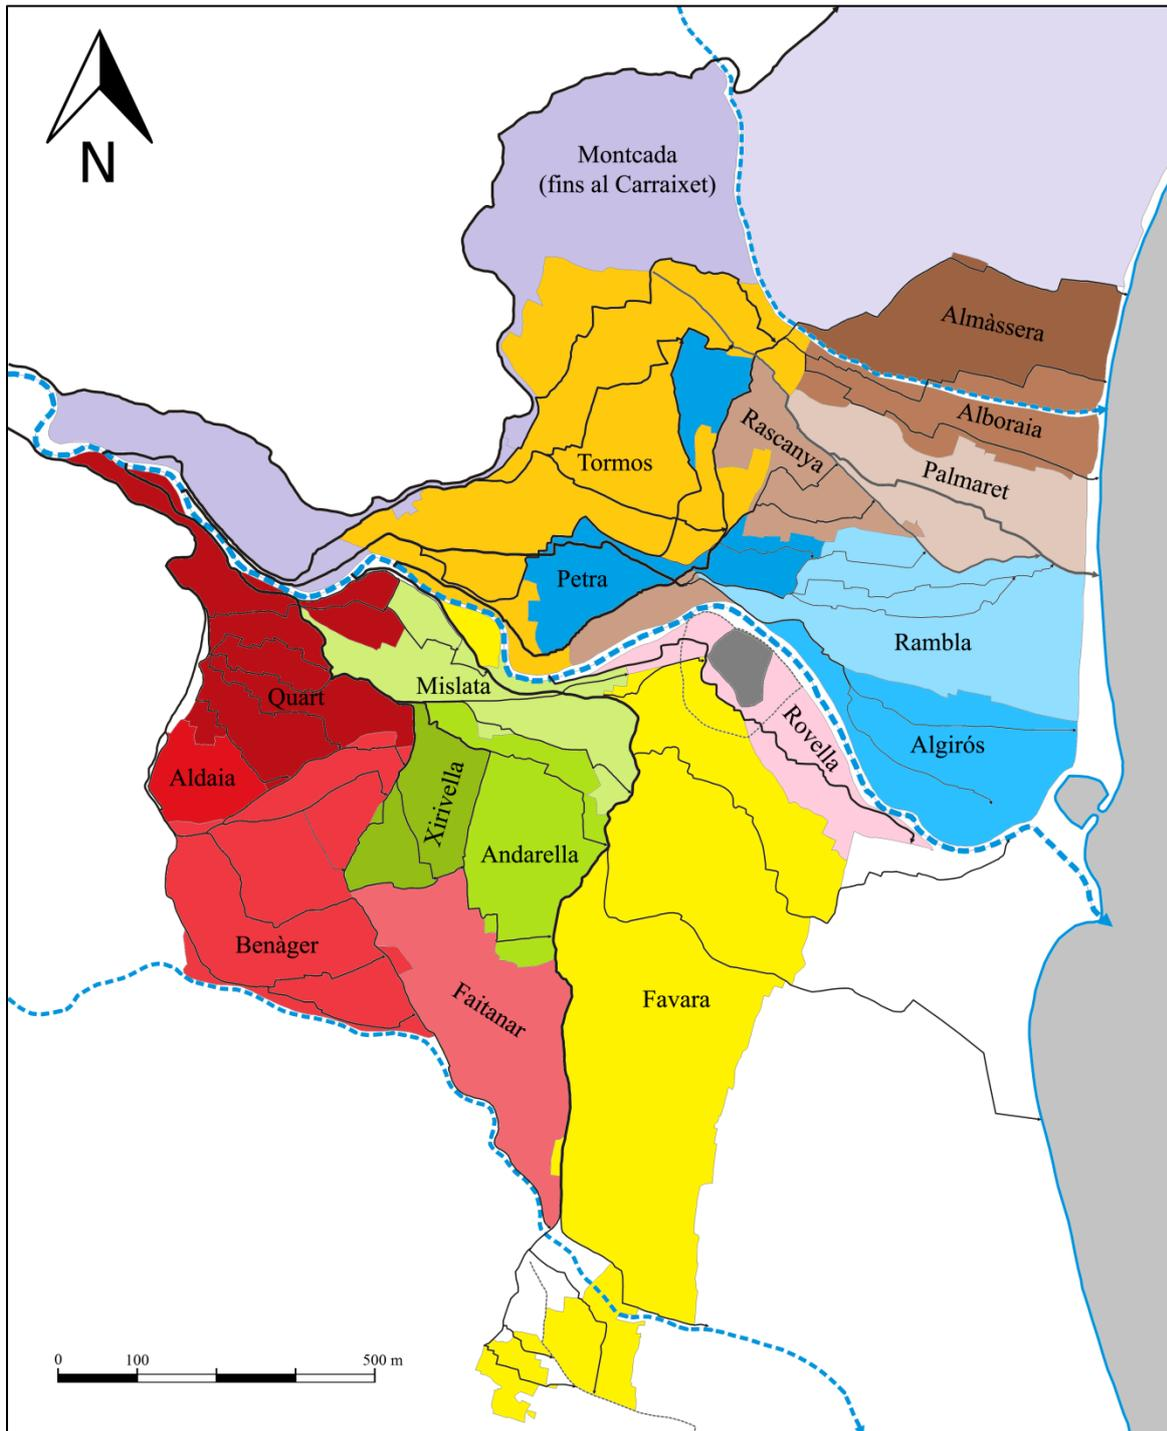 N
Montcada
(fins al Carraixet)
Almàssera
Alboraia
Rascanya
Tormos
Palmaret
Petra
Rambla
Mislata
Quart
Rovella
Algirós
Aldaia
Xirivella
Andarella
Benàger
Favara
Faitanar
0 100 500 m